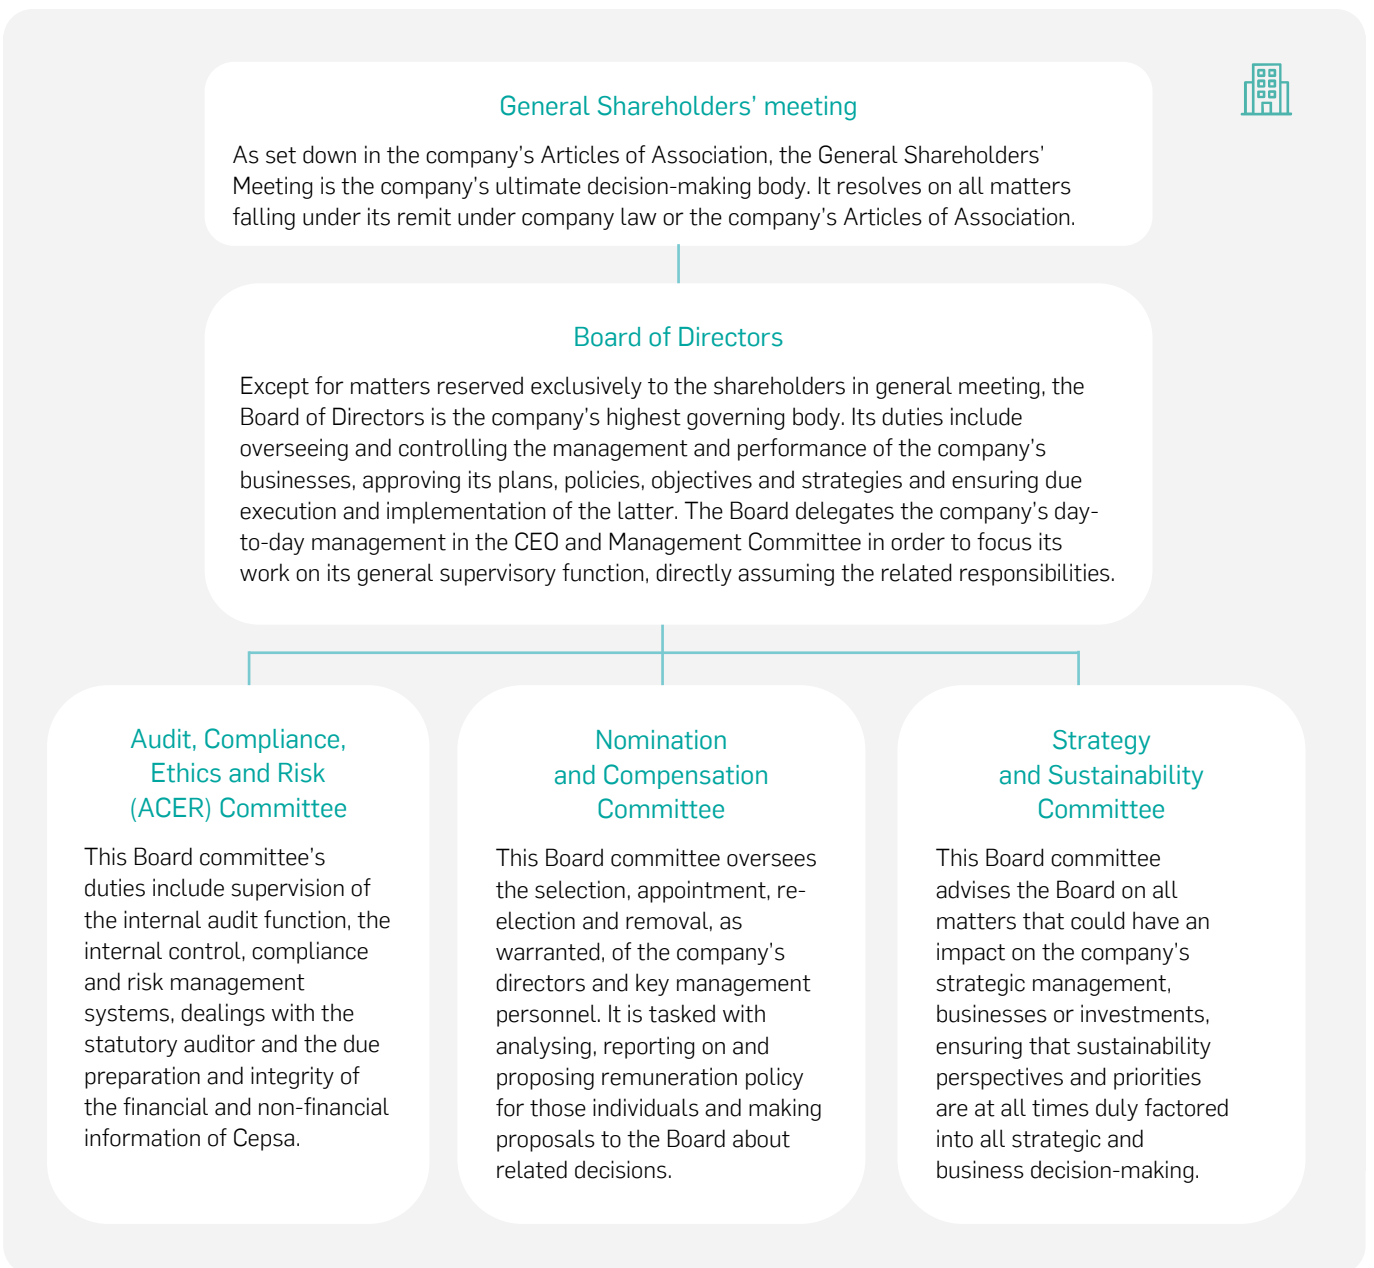 General Shareholders’ meeting
As set down in the company’s Articles of Association, the General Shareholders’
Meeting is the company’s ultimate decision-making body. It resolves on all matters
falling under its remit under company law or the company’s Articles of Association.
Board of Directors
Except for matters reserved exclusively to the shareholders in general meeting, the
Board of Directors is the company’s highest governing body. Its duties include
overseeing and controlling the management and performance of the company’s
businesses, approving its plans, policies, objectives and strategies and ensuring due
execution and implementation of the latter. The Board delegates the company’s day-
to-day management in the CEO and Management Committee in order to focus its
work on its general supervisory function, directly assuming the related responsibilities.
Audit, Compliance,
Ethics and Risk
(ACER) Committee
This Board committee’s
duties include supervision of
the internal audit function, the
internal control, compliance
and risk management
systems, dealings with the
statutory auditor and the due
preparation and integrity of
the financial and non-financial
information of Cepsa.
Nomination
and Compensation
Committee
This Board committee oversees
the selection, appointment, re-
election and removal, as
warranted, of the company’s
directors and key management
personnel. It is tasked with
analysing, reporting on and
proposing remuneration policy
for those individuals and making
proposals to the Board about
related decisions.
Strategy
and Sustainability
Committee
This Board committee
advises the Board on all
matters that could have an
impact on the company’s
strategic management,
businesses or investments,
ensuring that sustainability
perspectives and priorities
are at all times duly factored
into all strategic and
business decision-making.